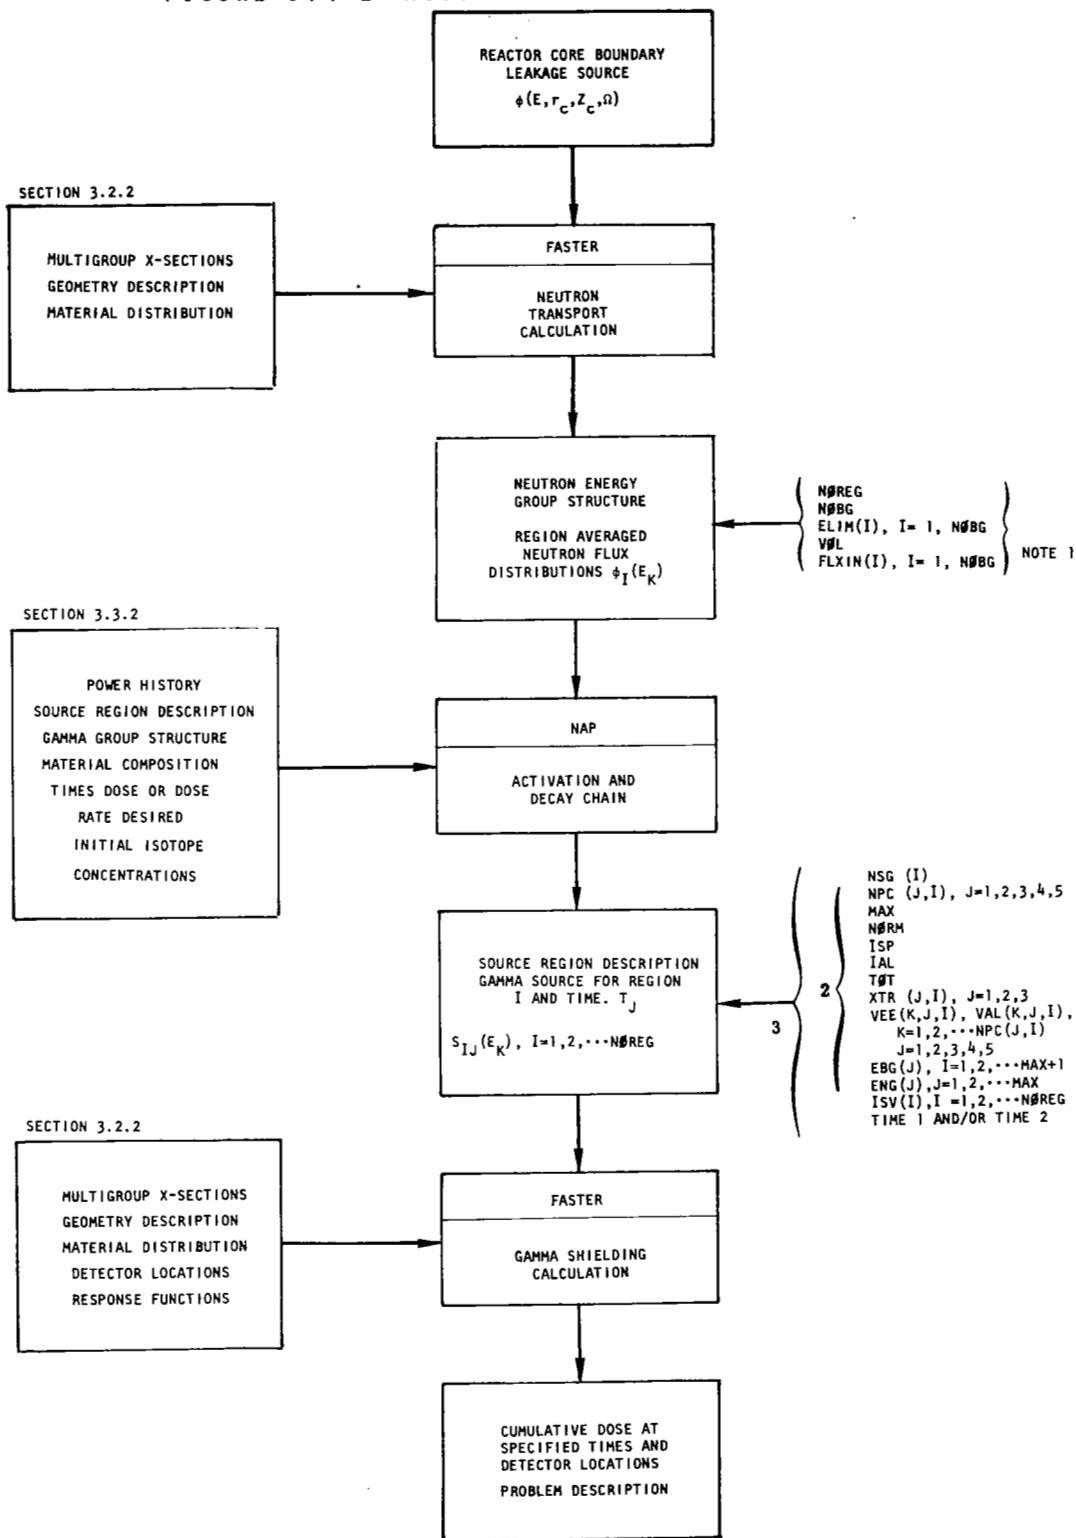 REACTOR CORE BOUNDARY
LEAKAGE SOURCE
ϕ(E,r_c,Z_c,Ω)
SECTION 3.2.2
MULTIGROUP X-SECTIONS
GEOMETRY DESCRIPTION
MATERIAL DISTRIBUTION
FASTER
NEUTRON
TRANSPORT
CALCULATION
NEUTRON ENERGY
GROUP STRUCTURE
REGION AVERAGED
NEUTRON FLUX
DISTRIBUTIONS ϕ_I(E_K)
NØREG
NØBG
ELIM(I), I= 1, NØBG
VØL
FLXIN(I), I= 1, NØBG
NOTE 1
SECTION 3.3.2
POWER HISTORY
SOURCE REGION DESCRIPTION
GAMMA GROUP STRUCTURE
MATERIAL COMPOSITION
TIMES DOSE OR DOSE
RATE DESIRED
INITIAL ISOTOPE
CONCENTRATIONS
NAP
ACTIVATION AND
DECAY CHAIN
SOURCE REGION DESCRIPTION
GAMMA SOURCE FOR REGION
I AND TIME. T_J
S_IJ(E_K), I=1,2,···NØREG
3
2
NSG (I)
NPC (J,I), J=1,2,3,4,5
MAX
NØRM
ISP
IAL
TØT
XTR (J,I), J=1,2,3
VEE(K,J,I), VAL(K,J,I),
K=1,2,···NPC(J,I)
J=1,2,3,4,5
EBG(J), I=1,2,···MAX+1
ENG(J),J=1,2,···MAX
ISV(I),I =1,2,···NØREG
TIME 1 AND/OR TIME 2
SECTION 3.2.2
MULTIGROUP X-SECTIONS
GEOMETRY DESCRIPTION
MATERIAL DISTRIBUTION
DETECTOR LOCATIONS
RESPONSE FUNCTIONS
FASTER
GAMMA SHIELDING
CALCULATION
CUMULATIVE DOSE AT
SPECIFIED TIMES AND
DETECTOR LOCATIONS
PROBLEM DESCRIPTION